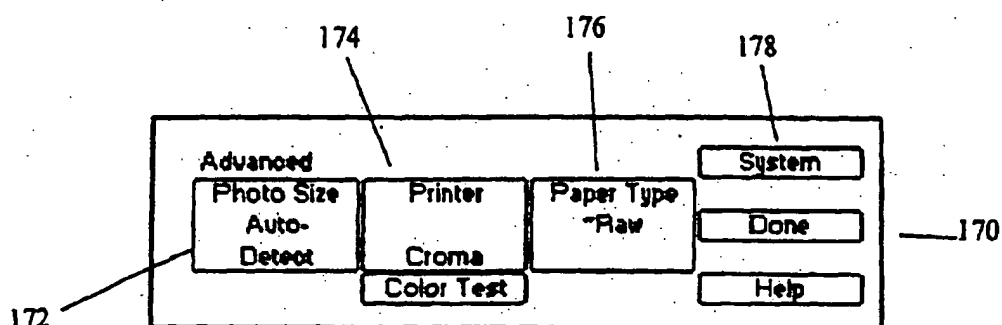 174
176
178
Advanced
System
Photo Size
Auto-
Detect
Printer
Croma
Paper Type
~Raw
Done
170
Color Test
Help
172